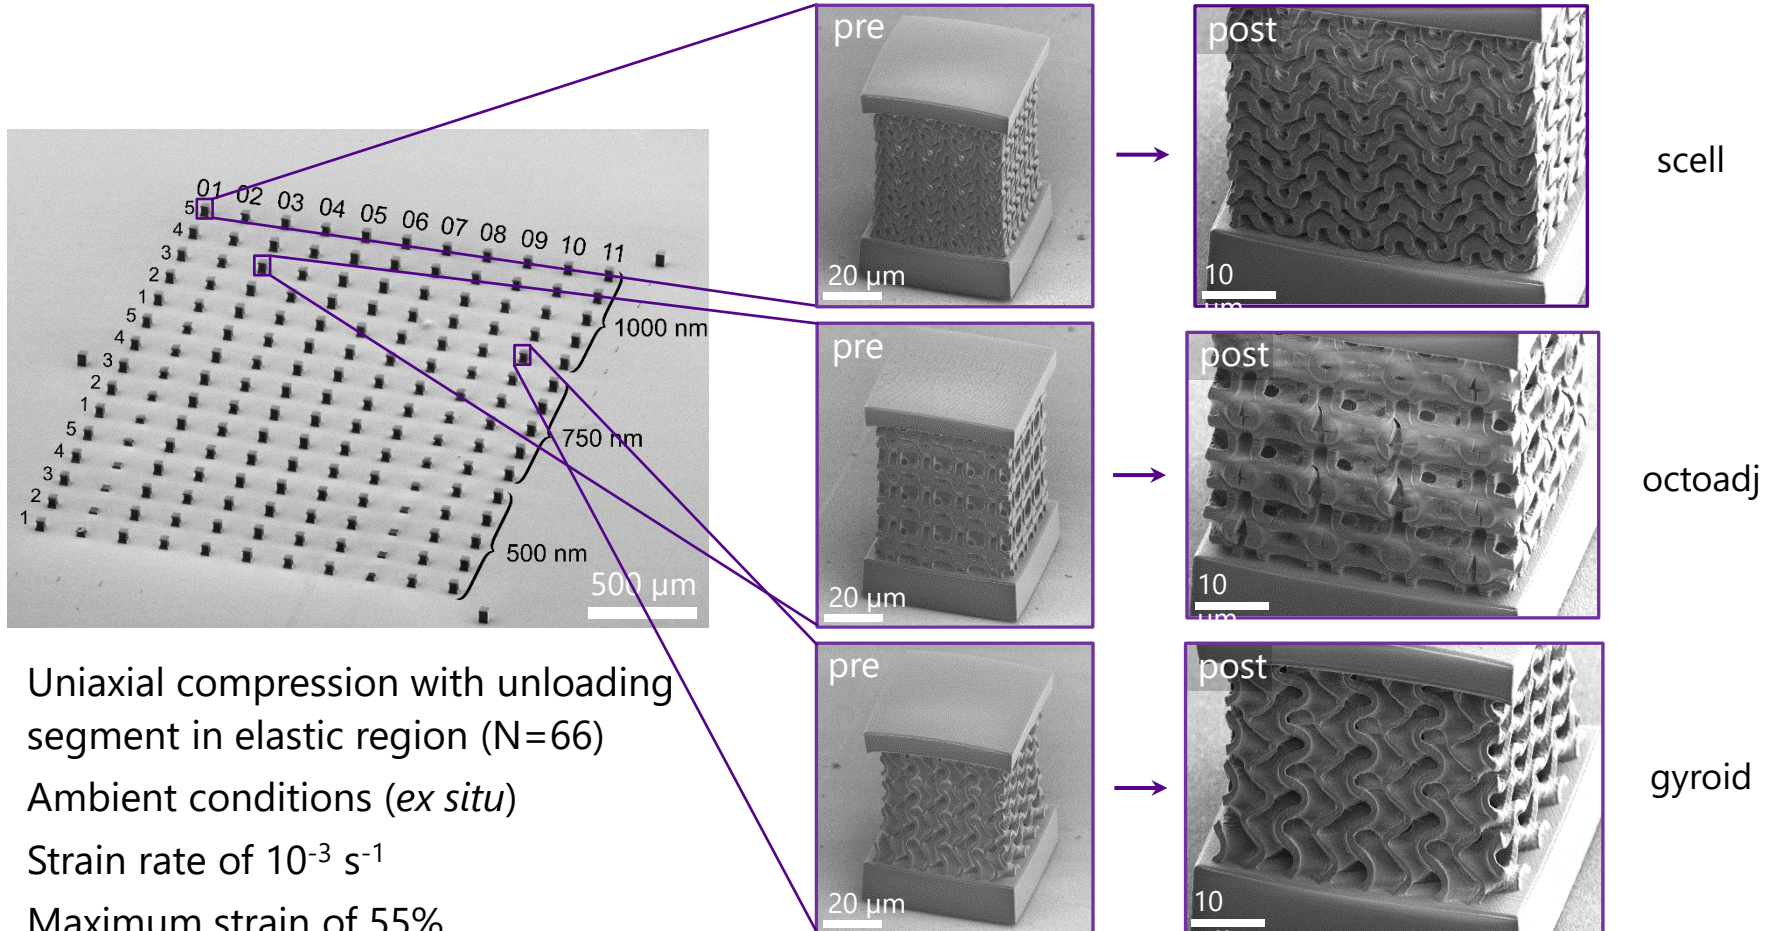 pre
post
scell
20 µm
10
µm
01 02 03 04 05 06 07 08 09 10 11
5
4
3
2
1
5
4
3
2
1
5
4
3
2
1
1000 nm
750 nm
500 nm
500 µm
pre
post
octoadj
20 µm
10
µm
pre
post
gyroid
20 µm
10
Uniaxial compression with unloading
segment in elastic region (N=66)
Ambient conditions (ex situ)
Strain rate of 10⁻³ s⁻¹
Maximum strain of 55%